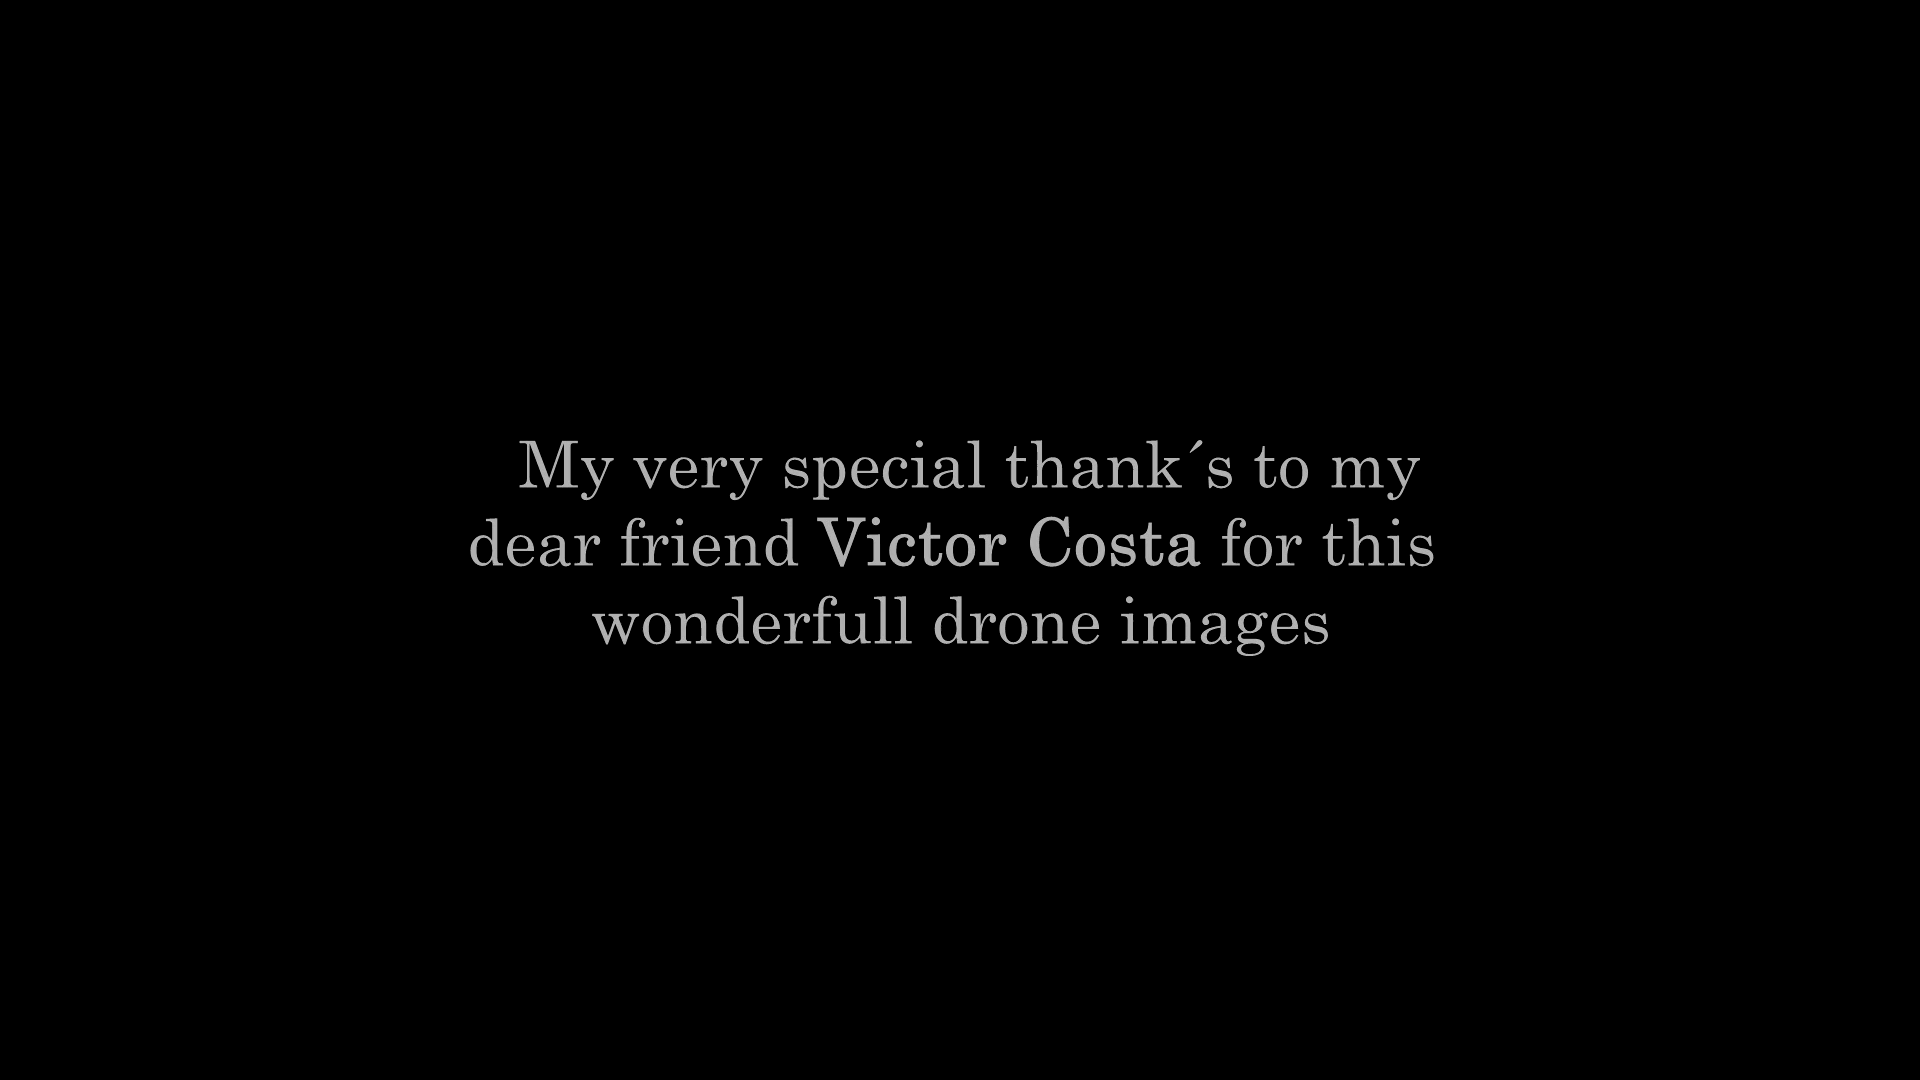 My very special thank´s to my
dear friend Victor Costa for this
wonderfull drone images